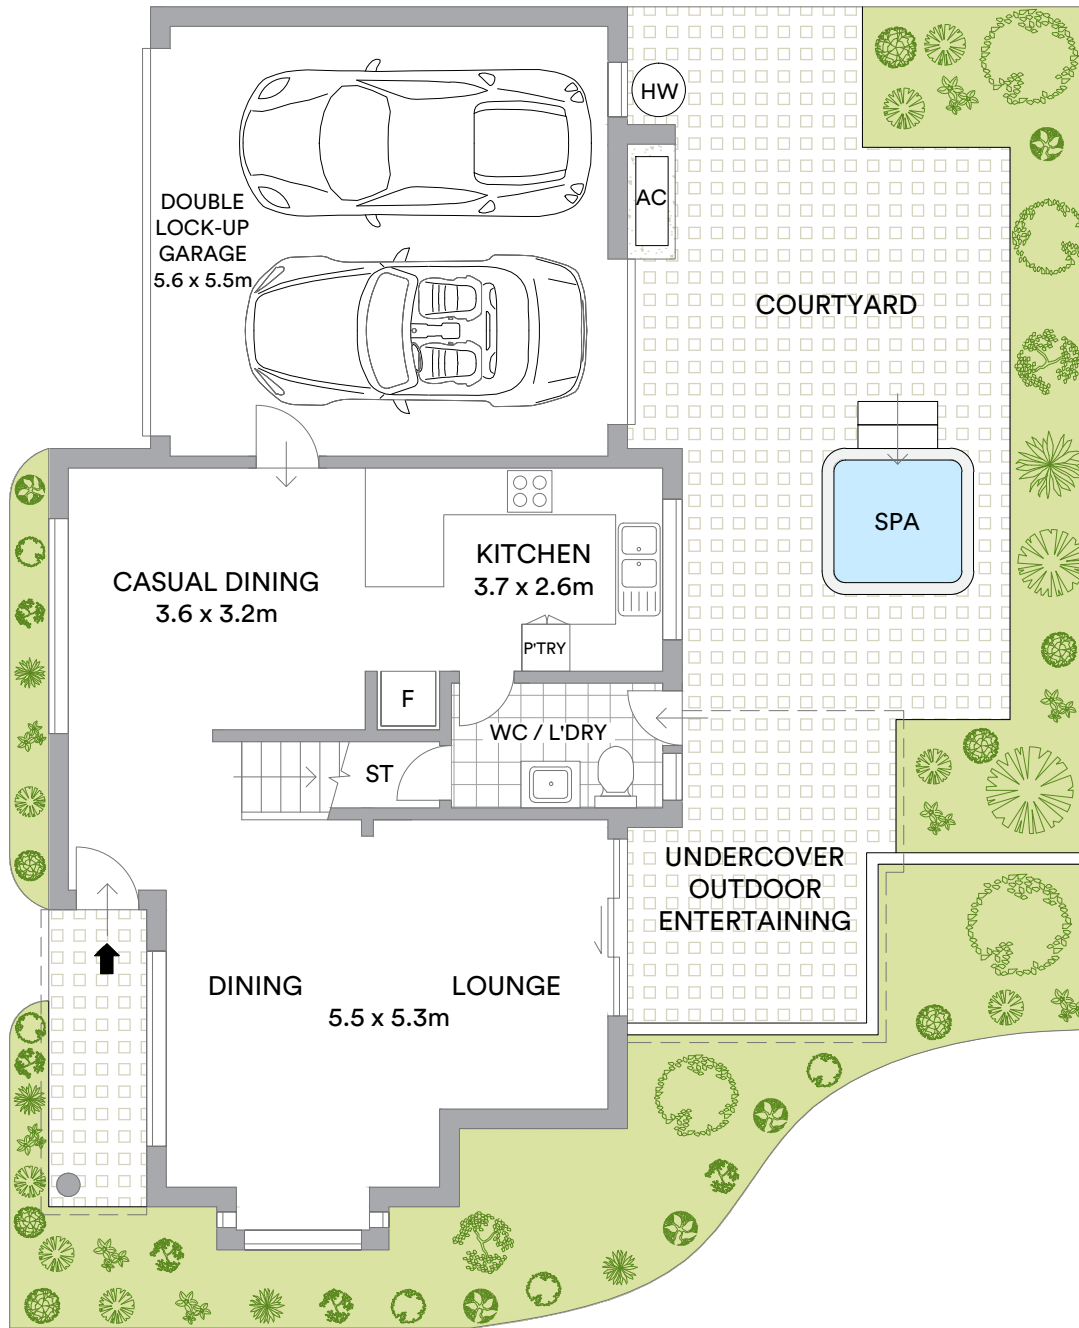 HW
AC
DOUBLE
LOCK-UP
GARAGE
5.6 x 5.5m
COURTYARD
SPA
KITCHEN
3.7 x 2.6m
CASUAL DINING
3.6 x 3.2m
P'TRY
F
WC / L'DRY
ST
UNDERCOVER
OUTDOOR
ENTERTAINING
DINING
LOUNGE
5.5 x 5.3m